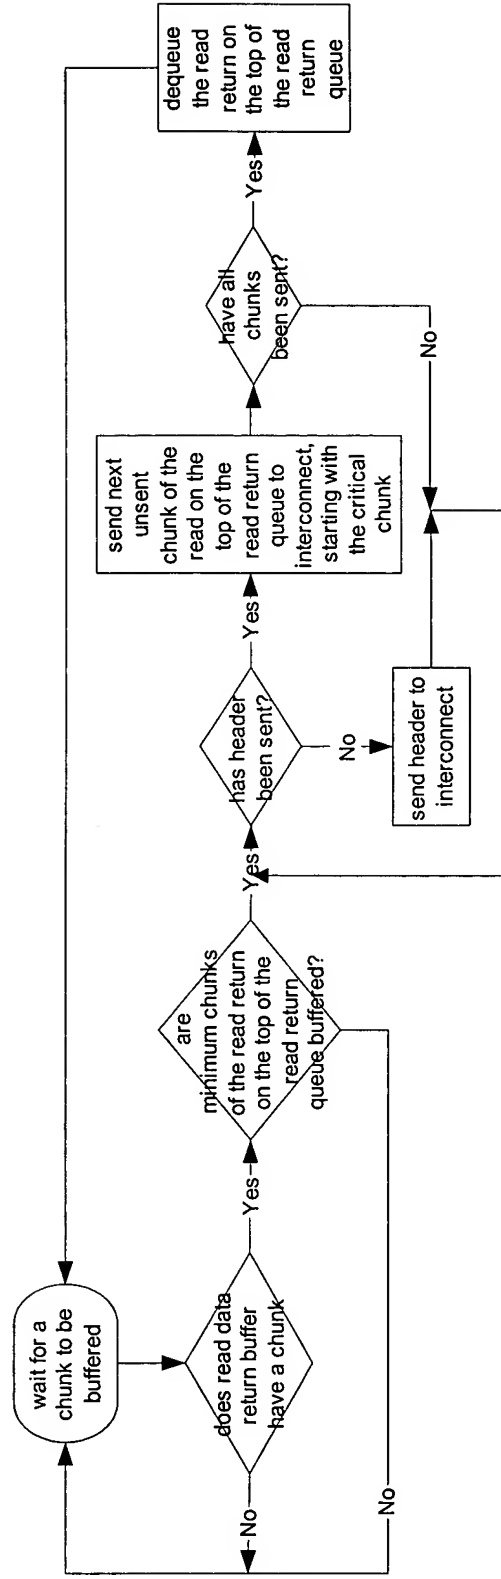 wait for a
chunk to be
buffered
does read data
return buffer
have a chunk
No
Yes
are
minimum chunks
of the read return
on the top of the
read return
queue buffered?
No
Yes
has header
been sent?
No
send header to
interconnect
Yes
send next
unsent
chunk of the
read on the
top of the
read return
queue to
interconnect,
starting with
the critical
chunk
have all
chunks
been sent?
No
Yes
dequeue
the read
return on
the top of
the read
return
queue